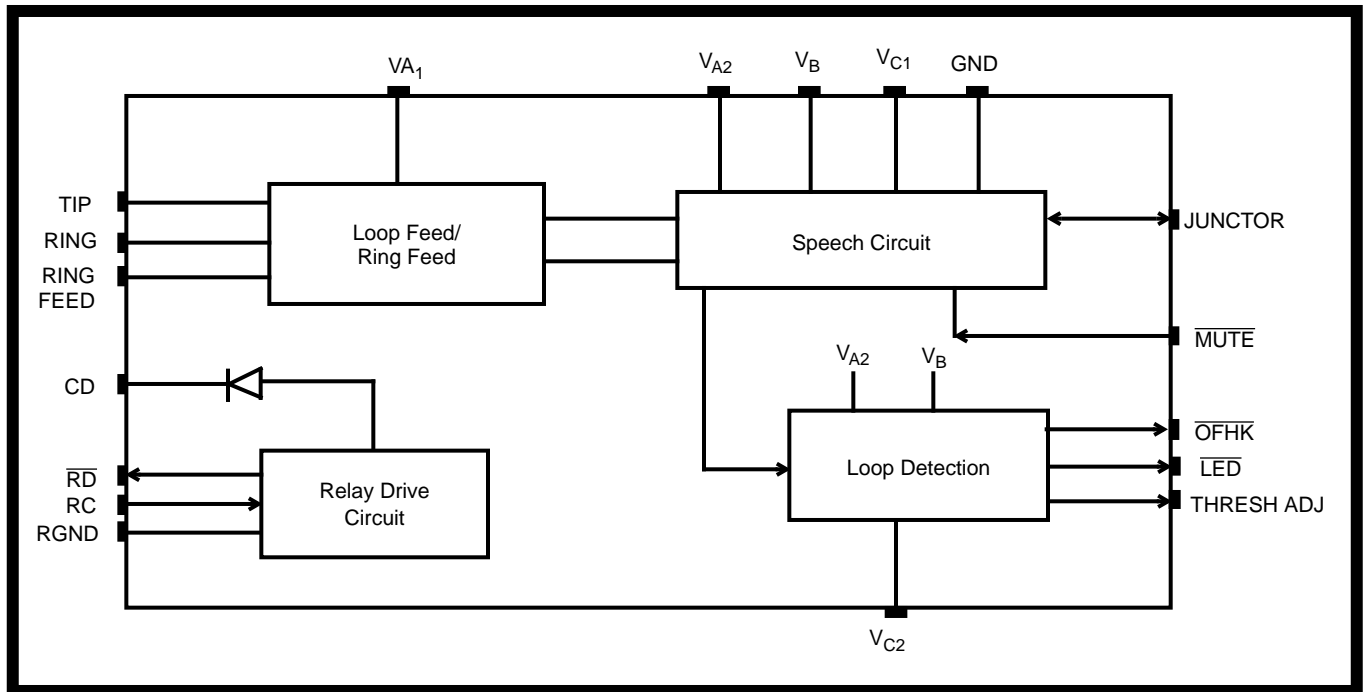 VA1
VA2
VB
VC1
GND
TIP
RING
RING
FEED
Loop Feed/
Ring Feed
Speech Circuit
JUNCTOR
MUTE
CD
VA2
VB
RD
RC
RGND
Relay Drive
Circuit
Loop Detection
OFHK
LED
THRESH ADJ
VC2